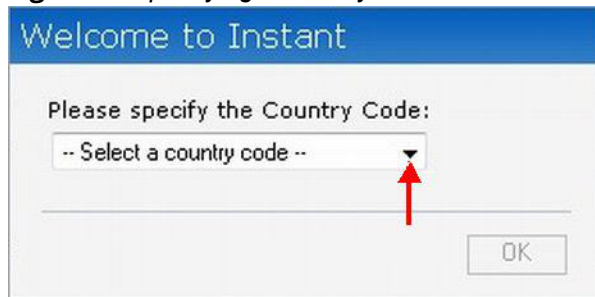 Welcome to Instant
Please specify the Country Code:
-- Select a country code --
OK